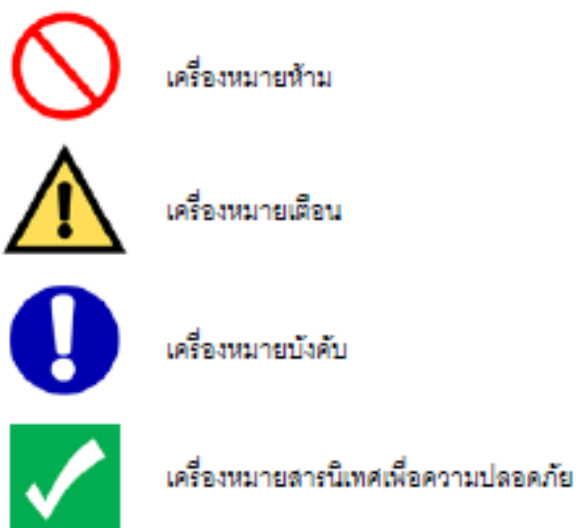 เครื่องหมายห้าม
เครื่องหมายเตือน
เครื่องหมายบังคับ
เครื่องหมายสารนิเทศเพื่อความปลอดภัย